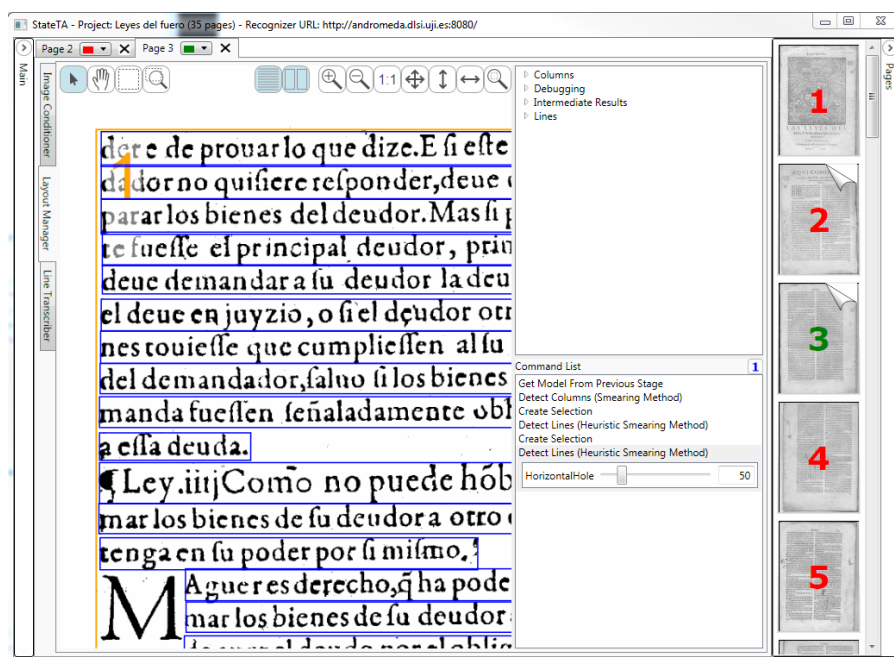 StateTA - Project: Leyes del fuero (35 pages) - Recognizer URL: http://andromeda.dlsi.uji.es:8080/
Page 2
Page 3
Main
Image Conditioner
Layout Manager
Line Transcriber
1:1
1
dere de prouar lo que dize.E ſi eſte
dador no quiſiere reſponder,deue
parar los bienes del deudor.Mas ſi p
te fueſſe el principal deudor, prin
deue demandar a ſu deudor la deu
el deue en juyzio, o ſi el deudor otr
nes touieſſe que cumplieſſen al ſu
del demandador,ſaluo ſi los bienes
manda fueſſen ſeñaladamente obl
a eſſa deuda.
¶Ley.iiijComo no puede hõb
mar los bienes de ſu deudor a otro
tenga en ſu poder por ſi miſmo.
MAguer es derecho,q̃ ha pode
mar los bienes de ſu deudor
Columns
Debugging
Intermediate Results
Lines
Command List
1
Get Model From Previous Stage
Detect Columns (Smearing Method)
Create Selection
Detect Lines (Heuristic Smearing Method)
Create Selection
Detect Lines (Heuristic Smearing Method)
HorizontalHole 50
Pages
1
2
3
4
5